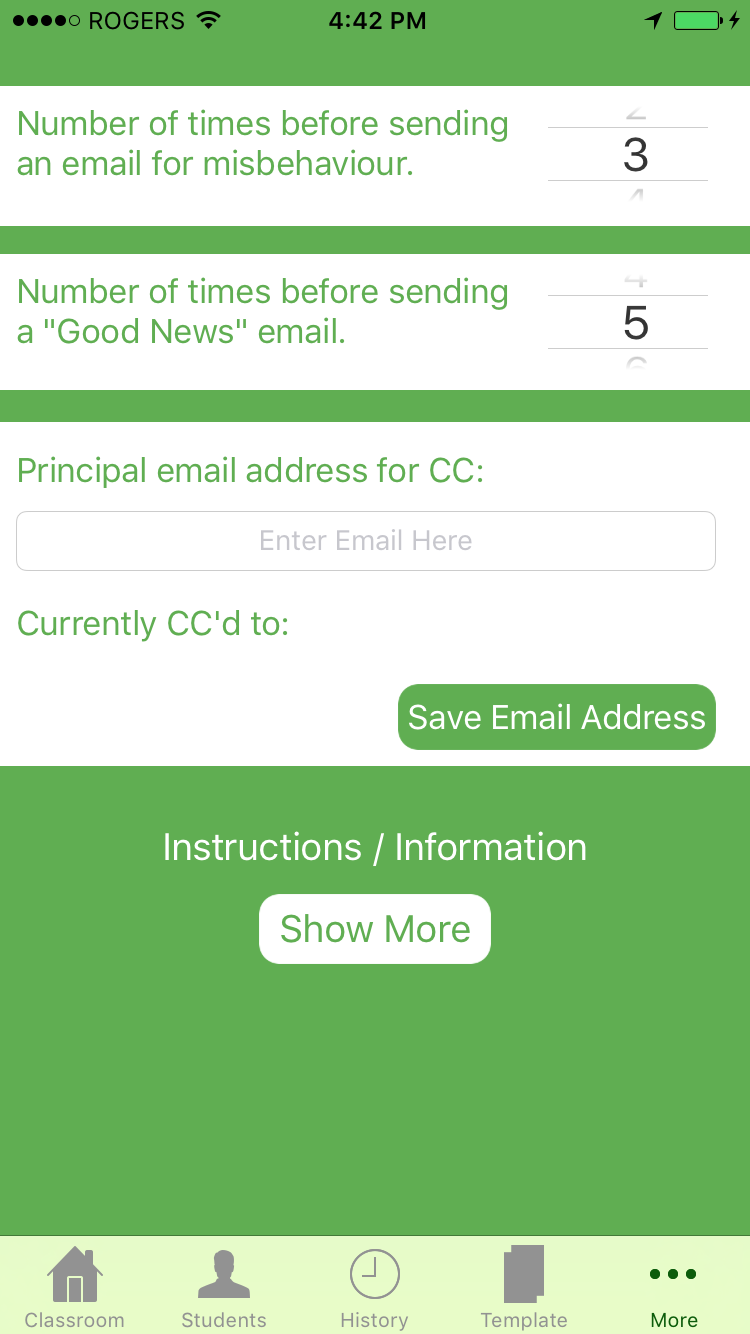 ROGERS 4:42 PM
Number of times before sending
an email for misbehaviour.
2
3
4
Number of times before sending
a "Good News" email.
4
5
6
Principal email address for CC:
Enter Email Here
Currently CC'd to:
Save Email Address
Instructions / Information
Show More
Classroom Students History Template More